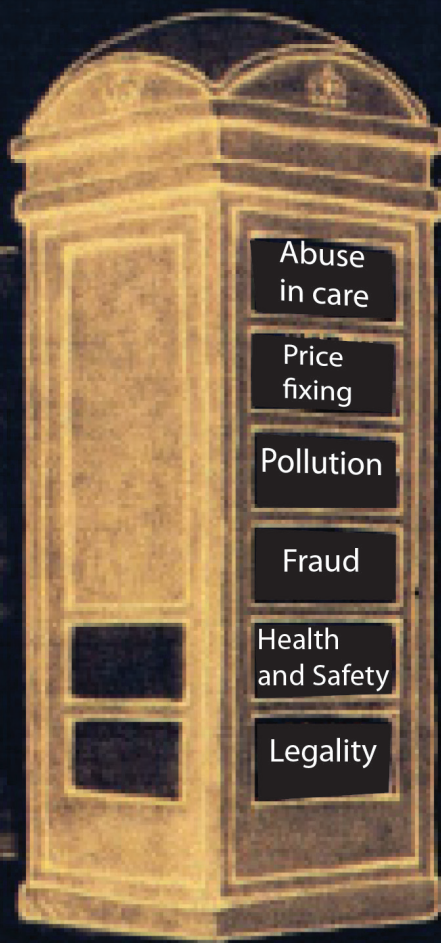 Abuse
in care
Price
fixing
Pollution
Fraud
Health
and Safety
Legality